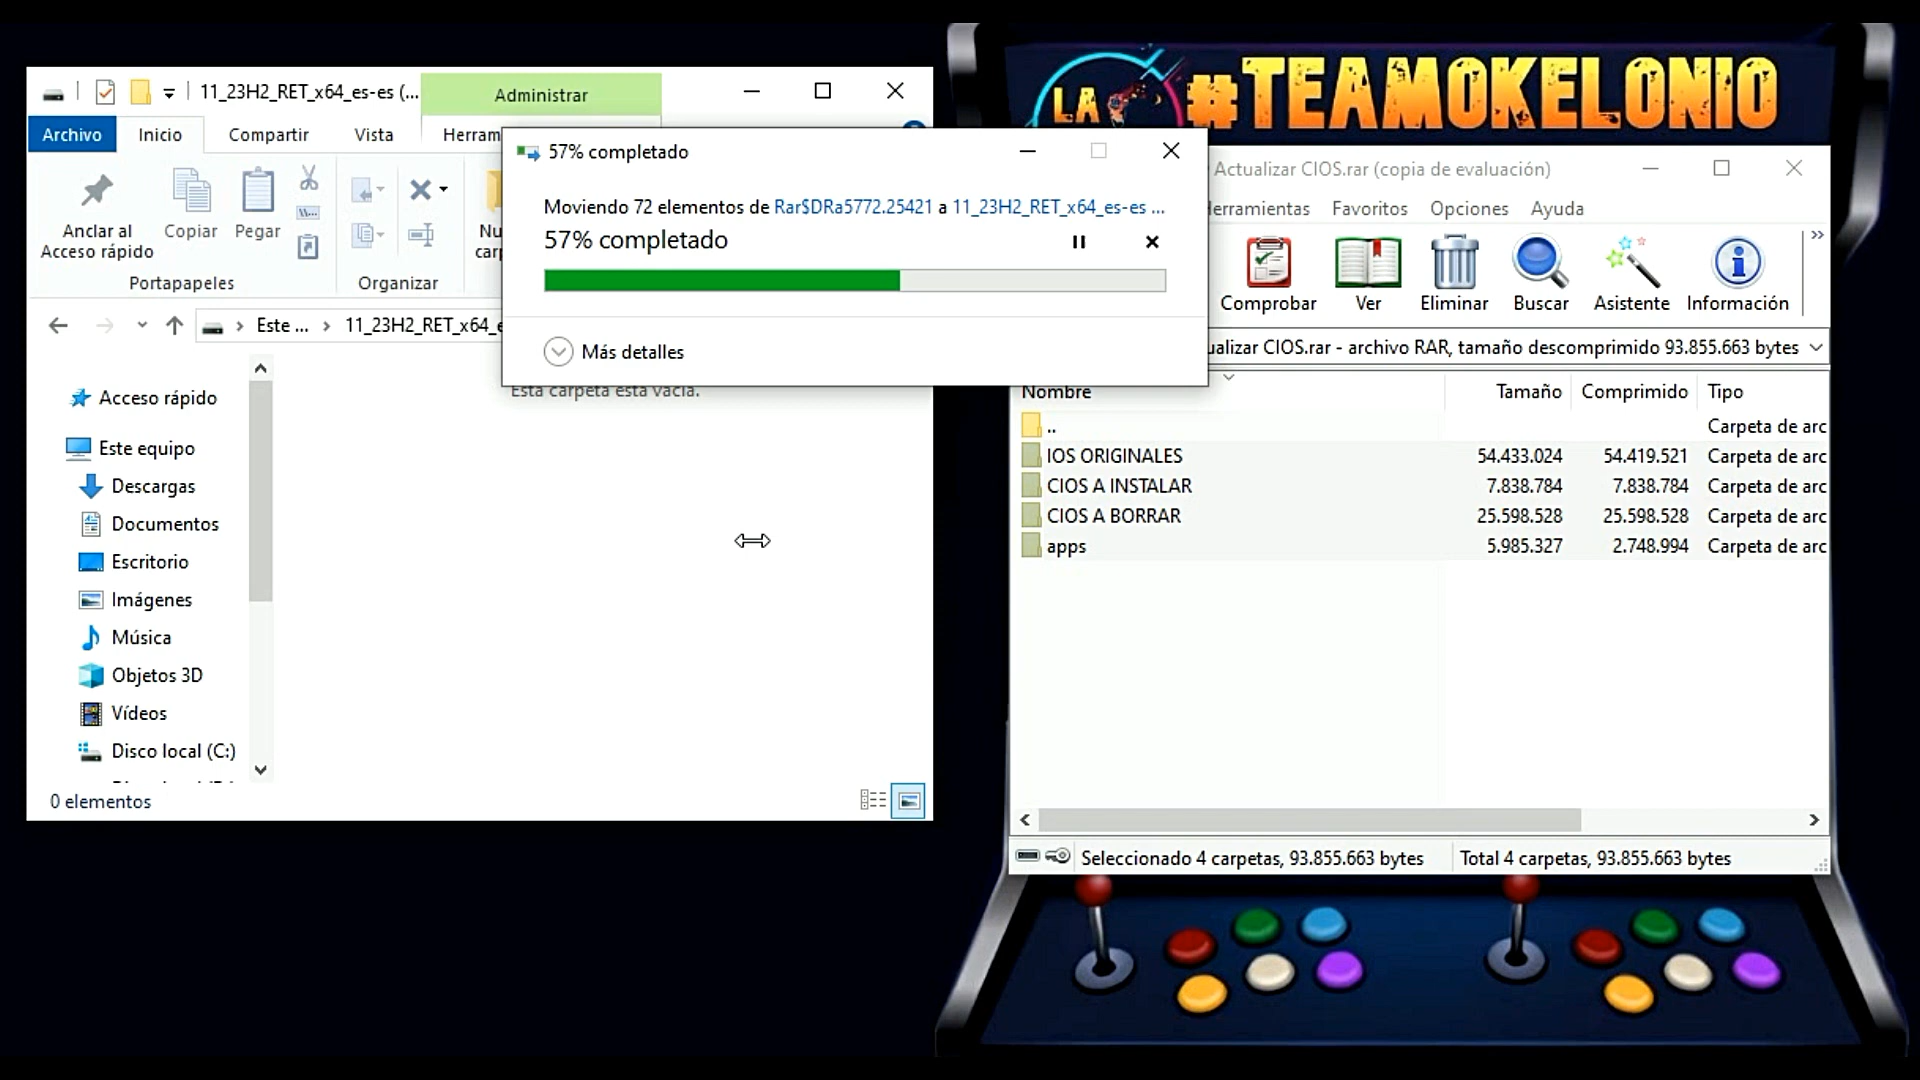 LA #TEAMOKELONIO
11_23H2_RET_x64_es-es (...
Administrar
Archivo Inicio Compartir Vista
Anclar al
Acceso rápido
Copiar
Pegar
Portapapeles
Organizar
Este ... > 11_23H2_RET_x64_
Acceso rápido
Este equipo
Descargas
Documentos
Escritorio
Imágenes
Música
Objetos 3D
Vídeos
Disco local (C:)
0 elementos
Esta carpeta está vacía.
57% completado
Moviendo 72 elementos de Rar$DRa5772.25421 a 11_23H2_RET_x64_es-es ...
57% completado
Más detalles
Actualizar CIOS.rar (copia de evaluación)
Favoritos Opciones Ayuda
Comprobar Ver Eliminar Buscar Asistente Información
CIOS.rar - archivo RAR, tamaño descomprimido 93.855.663 bytes
Nombre Tamaño Comprimido Tipo
.. Carpeta de arc
IOS ORIGINALES 54.433.024 54.419.521 Carpeta de arc
CIOS A INSTALAR 7.838.784 7.838.784 Carpeta de arc
CIOS A BORRAR 25.598.528 25.598.528 Carpeta de arc
apps 5.985.327 2.748.994 Carpeta de arc
Seleccionado 4 carpetas, 93.855.663 bytes
Total 4 carpetas, 93.855.663 bytes